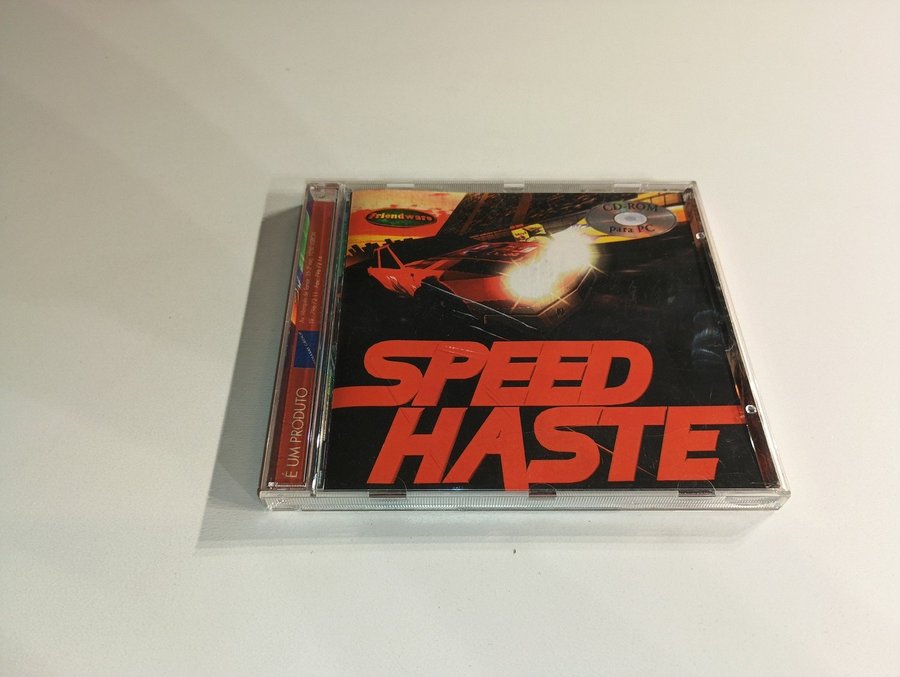 friendware
CD-ROM
para PC
SPEED
HASTE
É UM PRODUTO